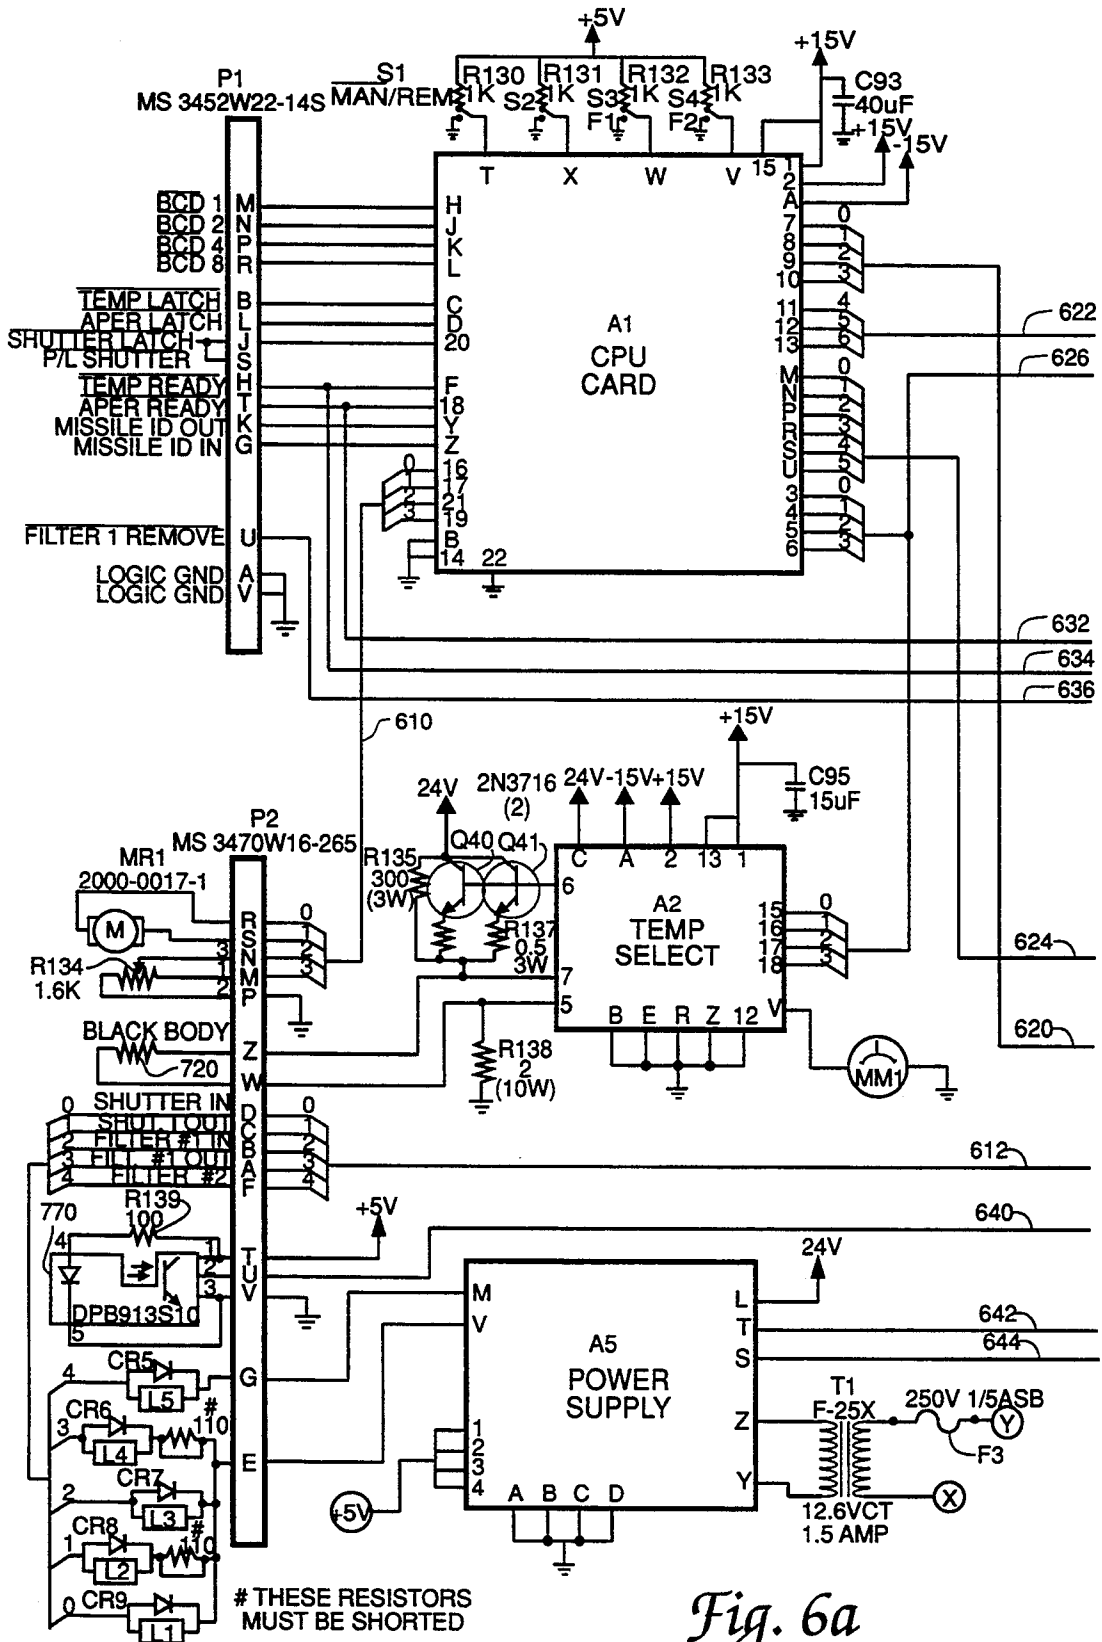 +5V
+15V
S1
MAN/REM
R130
1K
R131
1K
S2
R132
1K
S3
F1
R133
1K
S4
F2
C93
40uF
+15V
-15V
P1
MS 3452W22-14S
T X W V 15
1
2
A
7
8
9
10
0
1
2
3
11
12
13
4
5
6
M
N
P
R
S
U
0
1
2
3
4
5
3
4
5
6
0
1
2
3
BCD 1 M H
BCD 2 N J
BCD 4 P K
BCD 8 R L
TEMP LATCH B C
APER LATCH L D
SHUTTER LATCH J 20
P/L SHUTTER S
TEMP READY H F
APER READY T 18
MISSILE ID OUT K Y
MISSILE ID IN G Z
0 16
1 17
2 21
3 19
B
14 22
A1
CPU
CARD
FILTER 1 REMOVE U
LOGIC GND A
LOGIC GND V
622
626
632
634
636
610
+15V
C95
15uF
24V
2N3716
(2)
24V -15V +15V
Q40 Q41
R135
300
(3W)
R137
0.5
3W
C A 2 13 1
6
7
5
A2
TEMP
SELECT
15
16
17
18
0
1
2
3
V
B E R Z 12
MM1
624
620
P2
MS 3470W16-265
MR1
2000-0017-1
M
R134
1.6K
3
1
2
R
S
N
M
P
0
1
2
3
BLACK BODY
720
Z
W
R138
2
(10W)
0 SHUTTER IN D 0
1 SHUTT OUT C 1
2 FILTER #1 IN B 2
3 FILT #1 OUT A 3
4 FILTER #2 F 4
612
640
770
R139
100
4
1
2
3
5
DPB913S10
T
U
V
+5V
24V
M
V
L
T
S
Z
Y
A5
POWER
SUPPLY
642
644
1
2
3
4
A B C D
+5V
T1
F-25X
12.6VCT
1.5 AMP
250V 1/5ASB
F3
Y
X
4 CR5
L5
G
3 CR6
L4
#
110
E
2 CR7
L3
1 CR8
L2
#
110
0 CR9
L1
# THESE RESISTORS
MUST BE SHORTED
Fig. 6a